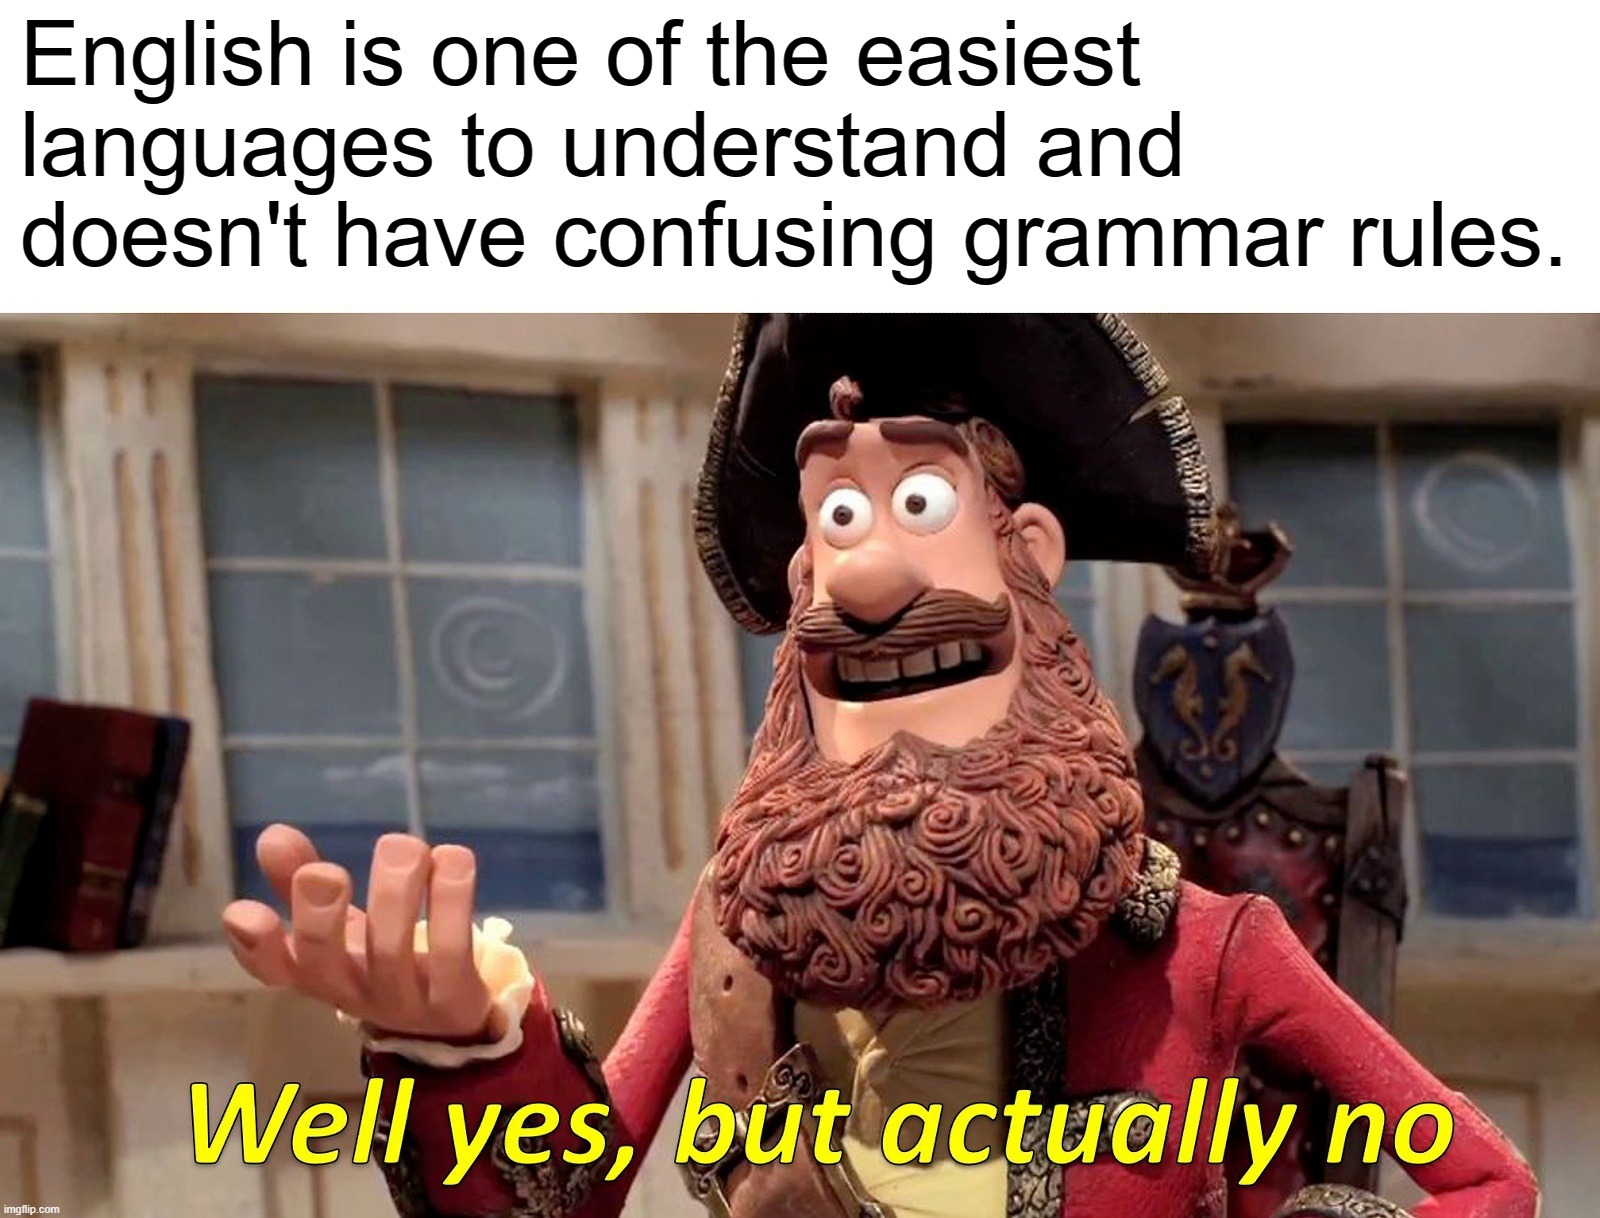 English is one of the easiest
languages to understand and
doesn't have confusing grammar rules.
Well yes, but actually no
imgflip.com